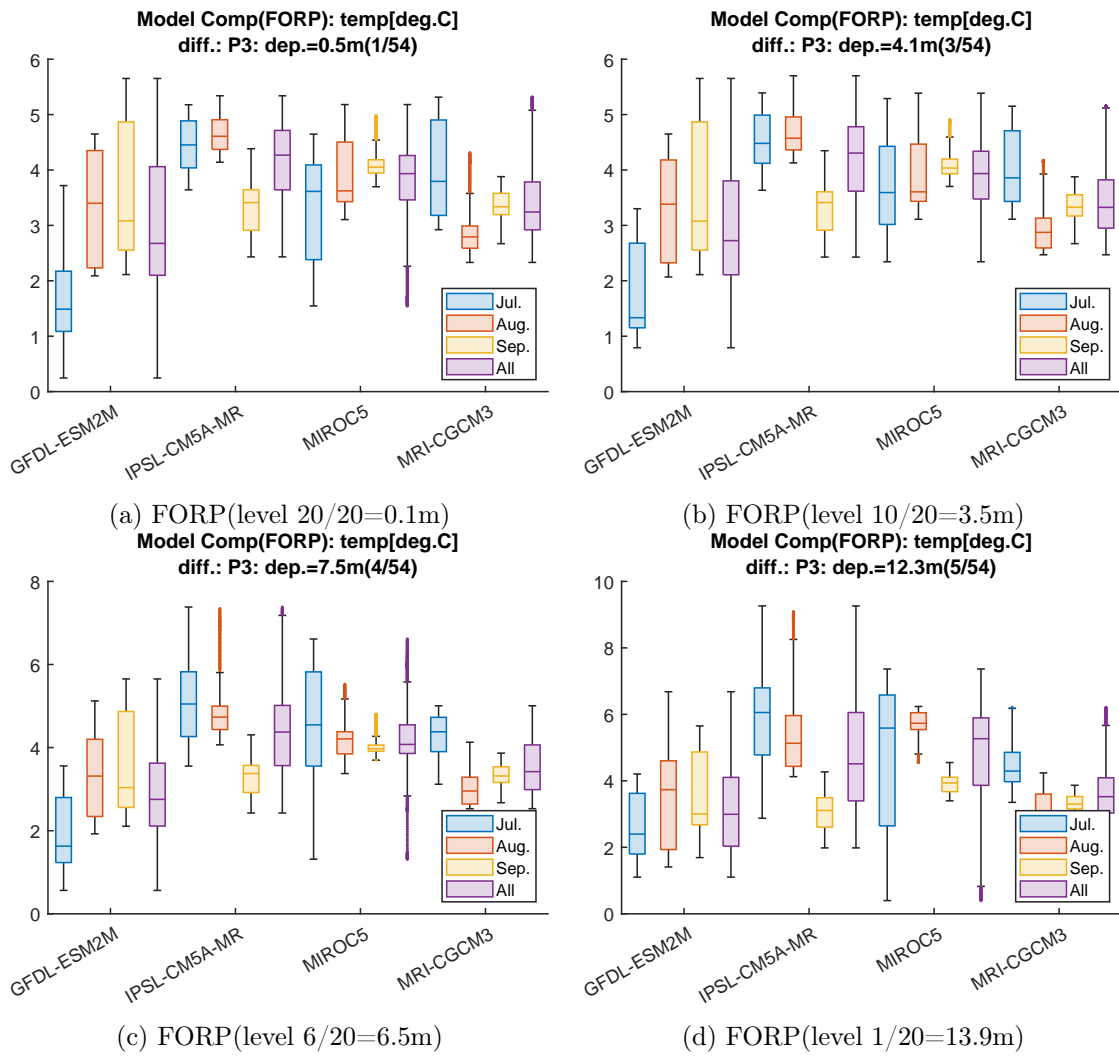 Model Comp(FORP): temp[deg.C]
diff.: P3: dep.=0.5m(1/54)
6
5
4
3
2
1
0
Jul.
Aug.
Sep.
All
GFDL-ESM2M
IPSL-CM5A-MR
MIROC5
MRI-CGCM3
(a) FORP(level 20/20=0.1m)
Model Comp(FORP): temp[deg.C]
diff.: P3: dep.=4.1m(3/54)
6
5
4
3
2
1
0
Jul.
Aug.
Sep.
All
GFDL-ESM2M
IPSL-CM5A-MR
MIROC5
MRI-CGCM3
(b) FORP(level 10/20=3.5m)
Model Comp(FORP): temp[deg.C]
diff.: P3: dep.=7.5m(4/54)
8
6
4
2
0
Jul.
Aug.
Sep.
All
GFDL-ESM2M
IPSL-CM5A-MR
MIROC5
MRI-CGCM3
(c) FORP(level 6/20=6.5m)
Model Comp(FORP): temp[deg.C]
diff.: P3: dep.=12.3m(5/54)
10
8
6
4
2
0
Jul.
Aug.
Sep.
All
GFDL-ESM2M
IPSL-CM5A-MR
MIROC5
MRI-CGCM3
(d) FORP(level 1/20=13.9m)